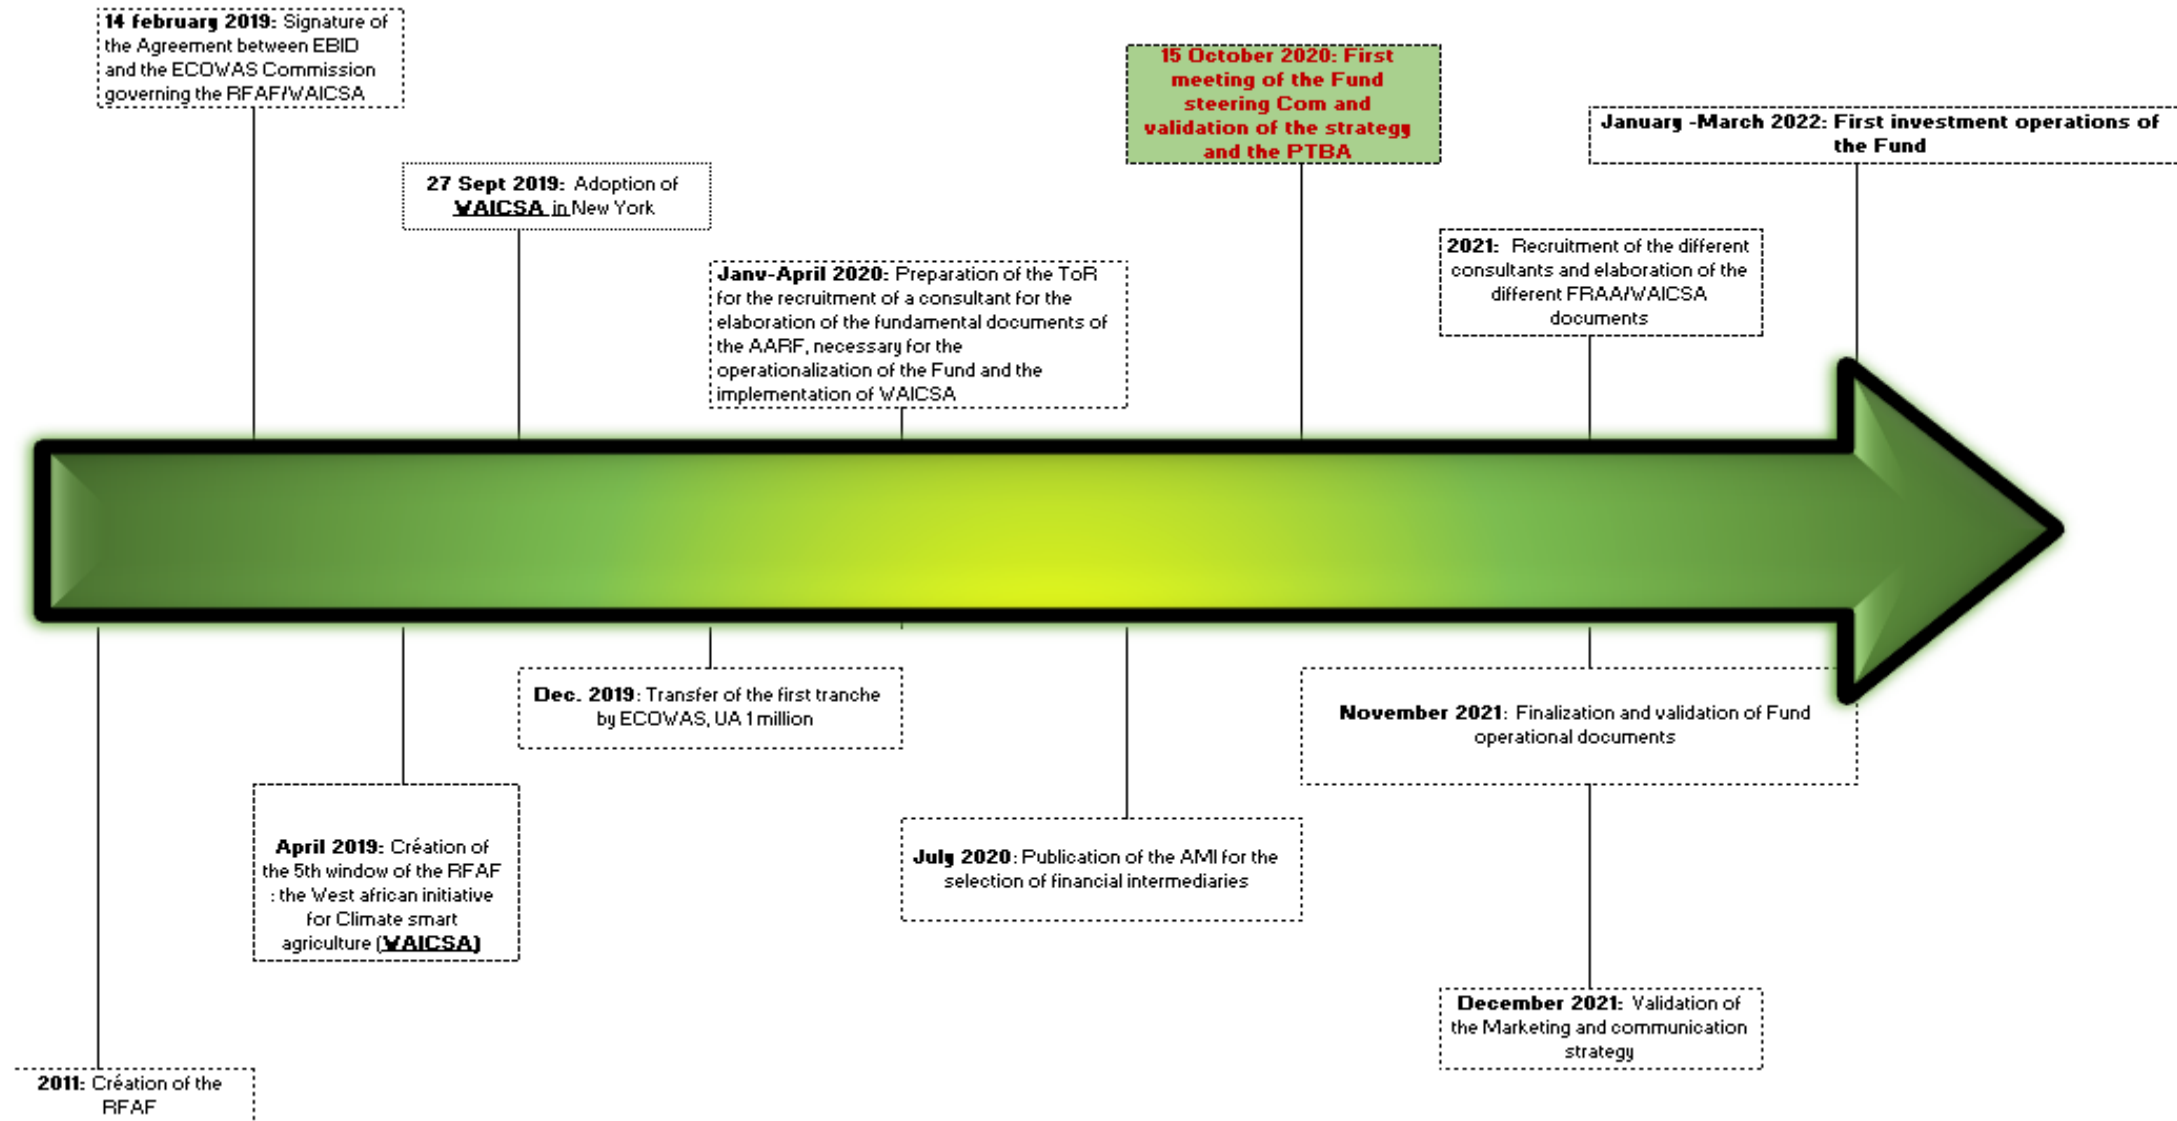 14 february 2019: Signature of
the Agreement between EBID
and the ECOWAS Commission
governing the RFAF/WAICSA
15 October 2020: First
meeting of the Fund
steering Com and
validation of the strategy
and the PTBA
January -March 2022: First investment operations of
the Fund
27 Sept 2019: Adoption of
WAICSA in New York
2021: Recruitment of the different
consultants and elaboration of the
different FRAA/WAICSA
documents
Janv-April 2020: Preparation of the ToR
for the recruitment of a consultant for the
elaboration of the fundamental documents of
the AARF, necessary for the
operationalization of the Fund and the
implementation of WAICSA
Dec. 2019: Transfer of the first tranche
by ECOWAS, UA 1 million
November 2021: Finalization and validation of Fund
operational documents
April 2019: Création of
the 5th window of the RFAF
: the West african initiative
for Climate smart
agriculture (WAICSA)
July 2020: Publication of the AMI for the
selection of financial intermediaries
December 2021: Validation of
the Marketing and communication
strategy
2011: Création of the
RFAF